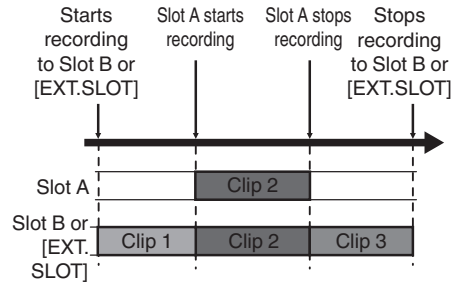 Starts
recording
to Slot B or
[EXT.SLOT]
Slot A starts
recording
Slot A stops
recording
Stops
recording
to Slot B or
[EXT.SLOT]
Slot A
Clip 2
Slot B or
[EXT.
SLOT]
Clip 1
Clip 2
Clip 3